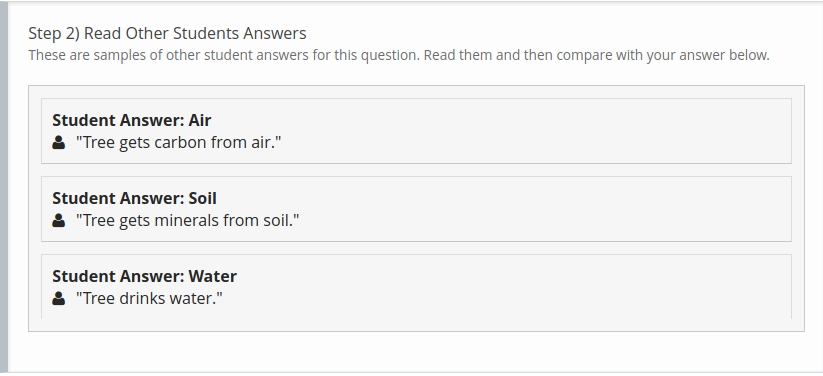 Step 2) Read Other Students Answers
These are samples of other student answers for this question. Read them and then compare with your answer below.
Student Answer: Air
"Tree gets carbon from air."
Student Answer: Soil
"Tree gets minerals from soil."
Student Answer: Water
"Tree drinks water."